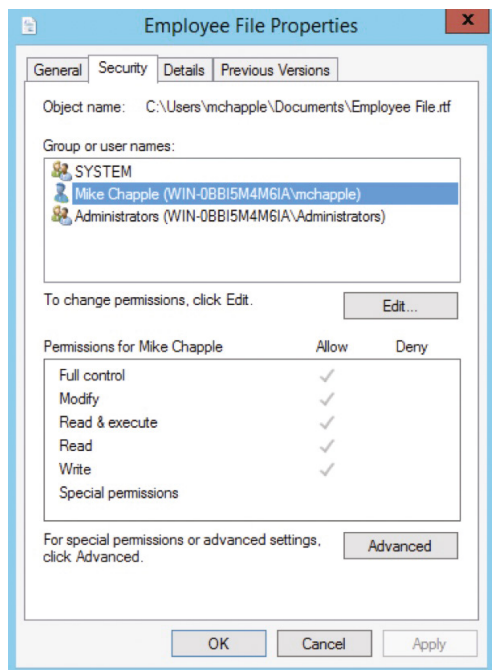 Employee File Properties
x
General Security Details Previous Versions
Object name: C:\Users\mchapple\Documents\Employee File.rtf
Group or user names:
SYSTEM
Mike Chapple (WIN-0BBI5M4M6IA\mchapple)
Administrators (WIN-0BBI5M4M6IA\Administrators)
To change permissions, click Edit.
Edit...
Permissions for Mike Chapple Allow Deny
Full control
Modify
Read & execute
Read
Write
Special permissions
For special permissions or advanced settings,
click Advanced.
Advanced
OK Cancel Apply